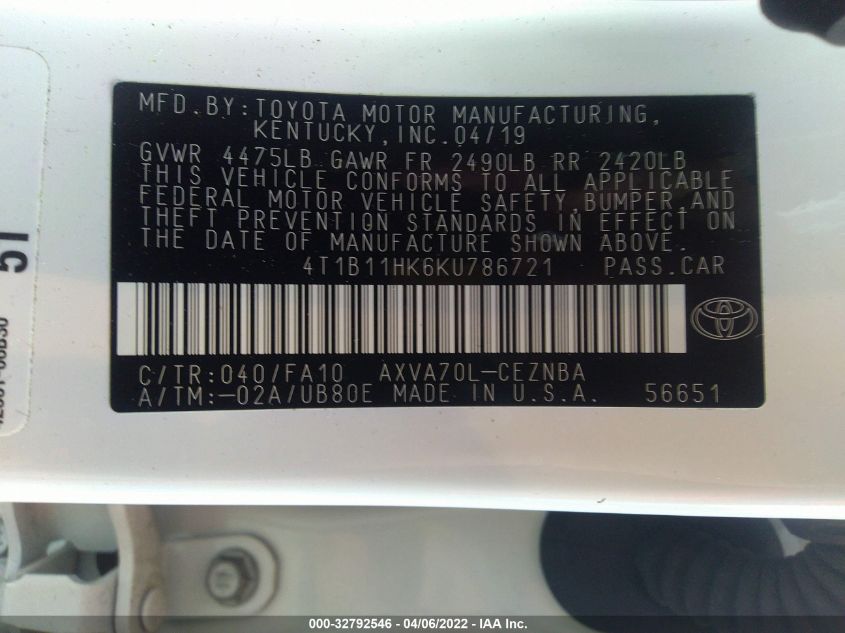 MFD.BY:TOYOTA MOTOR MANUFACTURING,
KENTUCKY,INC.04/19
GVWR 4475LB GAWR FR 2490LB RR 2420LB
THIS VEHICLE CONFORMS TO ALL APPLICABLE
FEDERAL MOTOR VEHICLE SAFETY,BUMPER,AND
THEFT PREVENTION STANDARDS IN EFFECT ON
THE DATE OF MANUFACTURE SHOWN ABOVE.
4T1B11HK6KU786721 PASS.CAR
C/TR:040/FA10 AXVA70L-CEZNBA
A/TM:-02A/UB80E MADE IN U.S.A. 56651
51
000-32792546 - 04/06/2022 - IAA Inc.